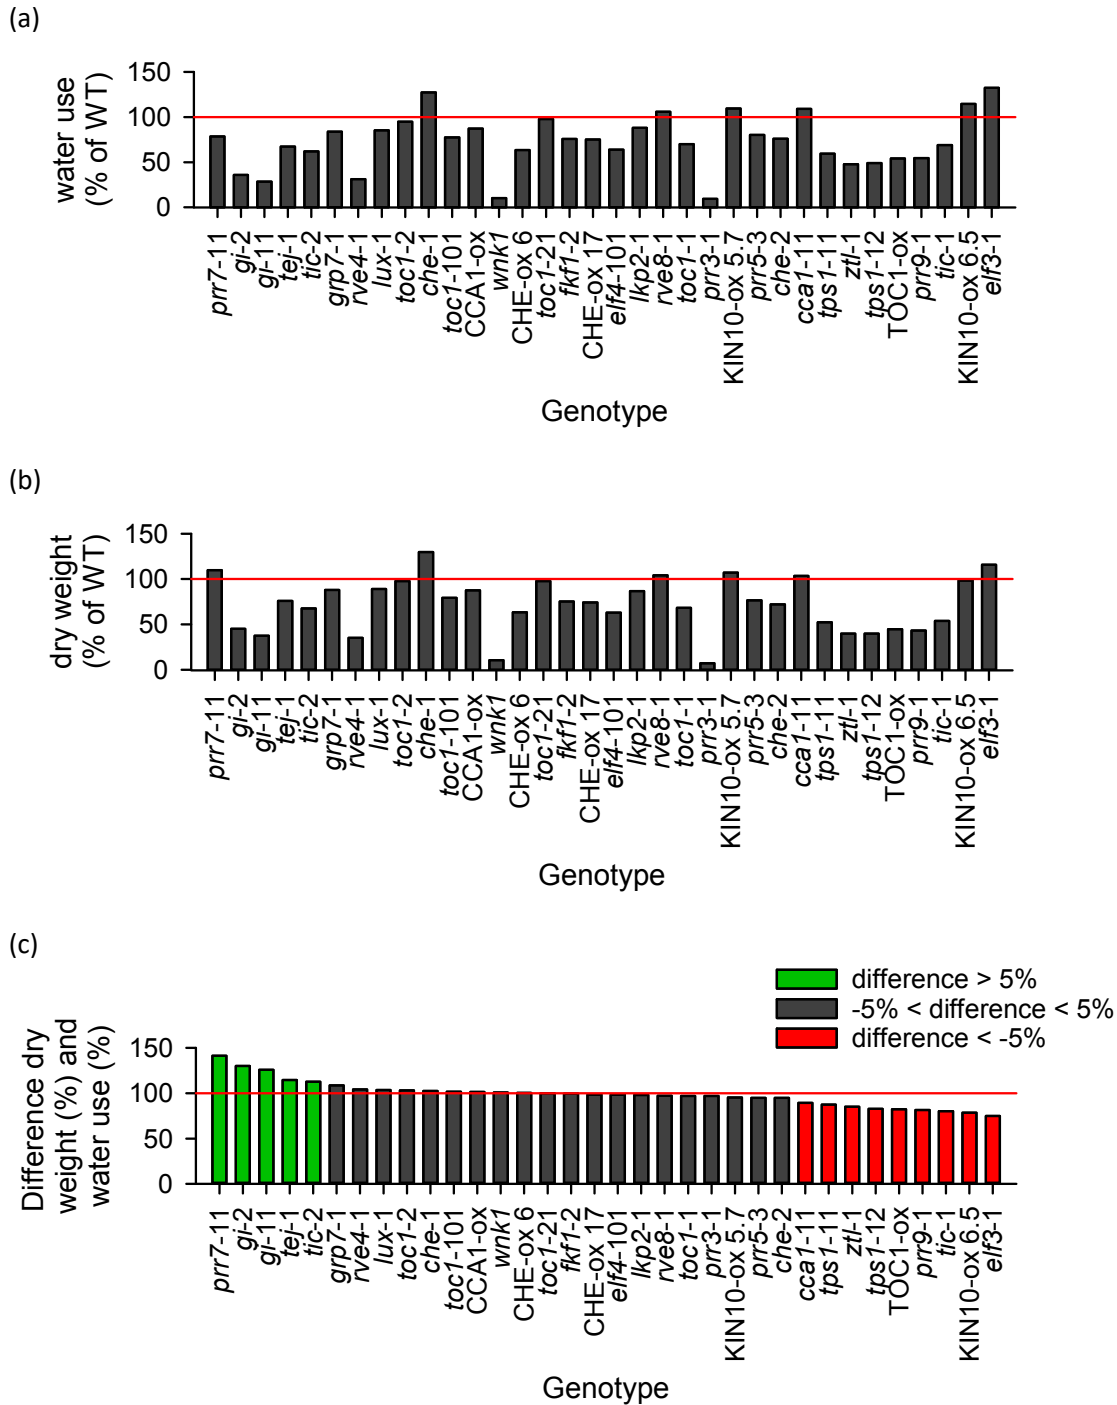 (a)
water use
(% of WT)
150
100
50
0
prr7-11
gi-2
gi-11
tej-1
tic-2
grp7-1
rve4-1
lux-1
toc1-2
che-1
toc1-101
CCA1-ox
wnk1
CHE-ox 6
toc1-21
fkf1-2
CHE-ox 17
elf4-101
lkp2-1
rve8-1
toc1-1
prr3-1
KIN10-ox 5.7
prr5-3
che-2
cca1-11
tps1-11
ztl-1
tps1-12
TOC1-ox
prr9-1
tic-1
KIN10-ox 6.5
elf3-1
Genotype
(b)
dry weight
(% of WT)
150
100
50
0
prr7-11
gi-2
gi-11
tej-1
tic-2
grp7-1
rve4-1
lux-1
toc1-2
che-1
toc1-101
CCA1-ox
wnk1
CHE-ox 6
toc1-21
fkf1-2
CHE-ox 17
elf4-101
lkp2-1
rve8-1
toc1-1
prr3-1
KIN10-ox 5.7
prr5-3
che-2
cca1-11
tps1-11
ztl-1
tps1-12
TOC1-ox
prr9-1
tic-1
KIN10-ox 6.5
elf3-1
Genotype
(c)
difference > 5%
-5% < difference < 5%
difference < -5%
Difference dry
weight (%) and
water use (%)
150
100
50
0
prr7-11
gi-2
gi-11
tej-1
tic-2
grp7-1
rve4-1
lux-1
toc1-2
che-1
toc1-101
CCA1-ox
wnk1
CHE-ox 6
toc1-21
fkf1-2
CHE-ox 17
elf4-101
lkp2-1
rve8-1
toc1-1
prr3-1
KIN10-ox 5.7
prr5-3
che-2
cca1-11
tps1-11
ztl-1
tps1-12
TOC1-ox
prr9-1
tic-1
KIN10-ox 6.5
elf3-1
Genotype